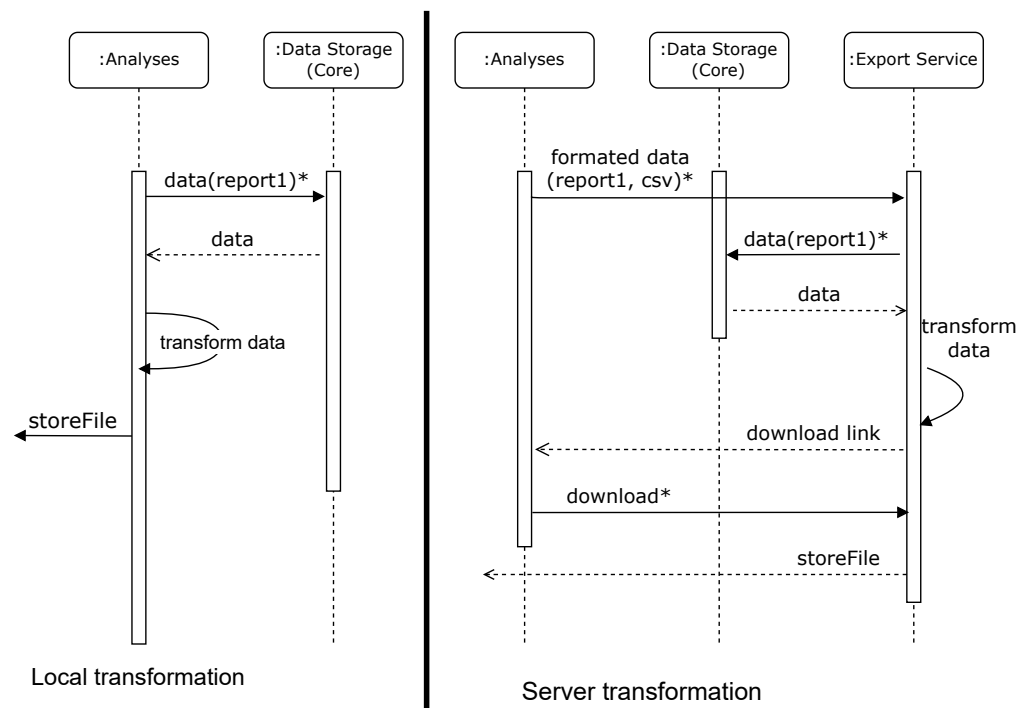 :Analyses
:Data Storage
(Core)
data(report1)*
data
transform data
storeFile
Local transformation
:Analyses
:Data Storage
(Core)
:Export Service
formated data
(report1, csv)*
data(report1)*
data
transform
data
download link
download*
storeFile
Server transformation